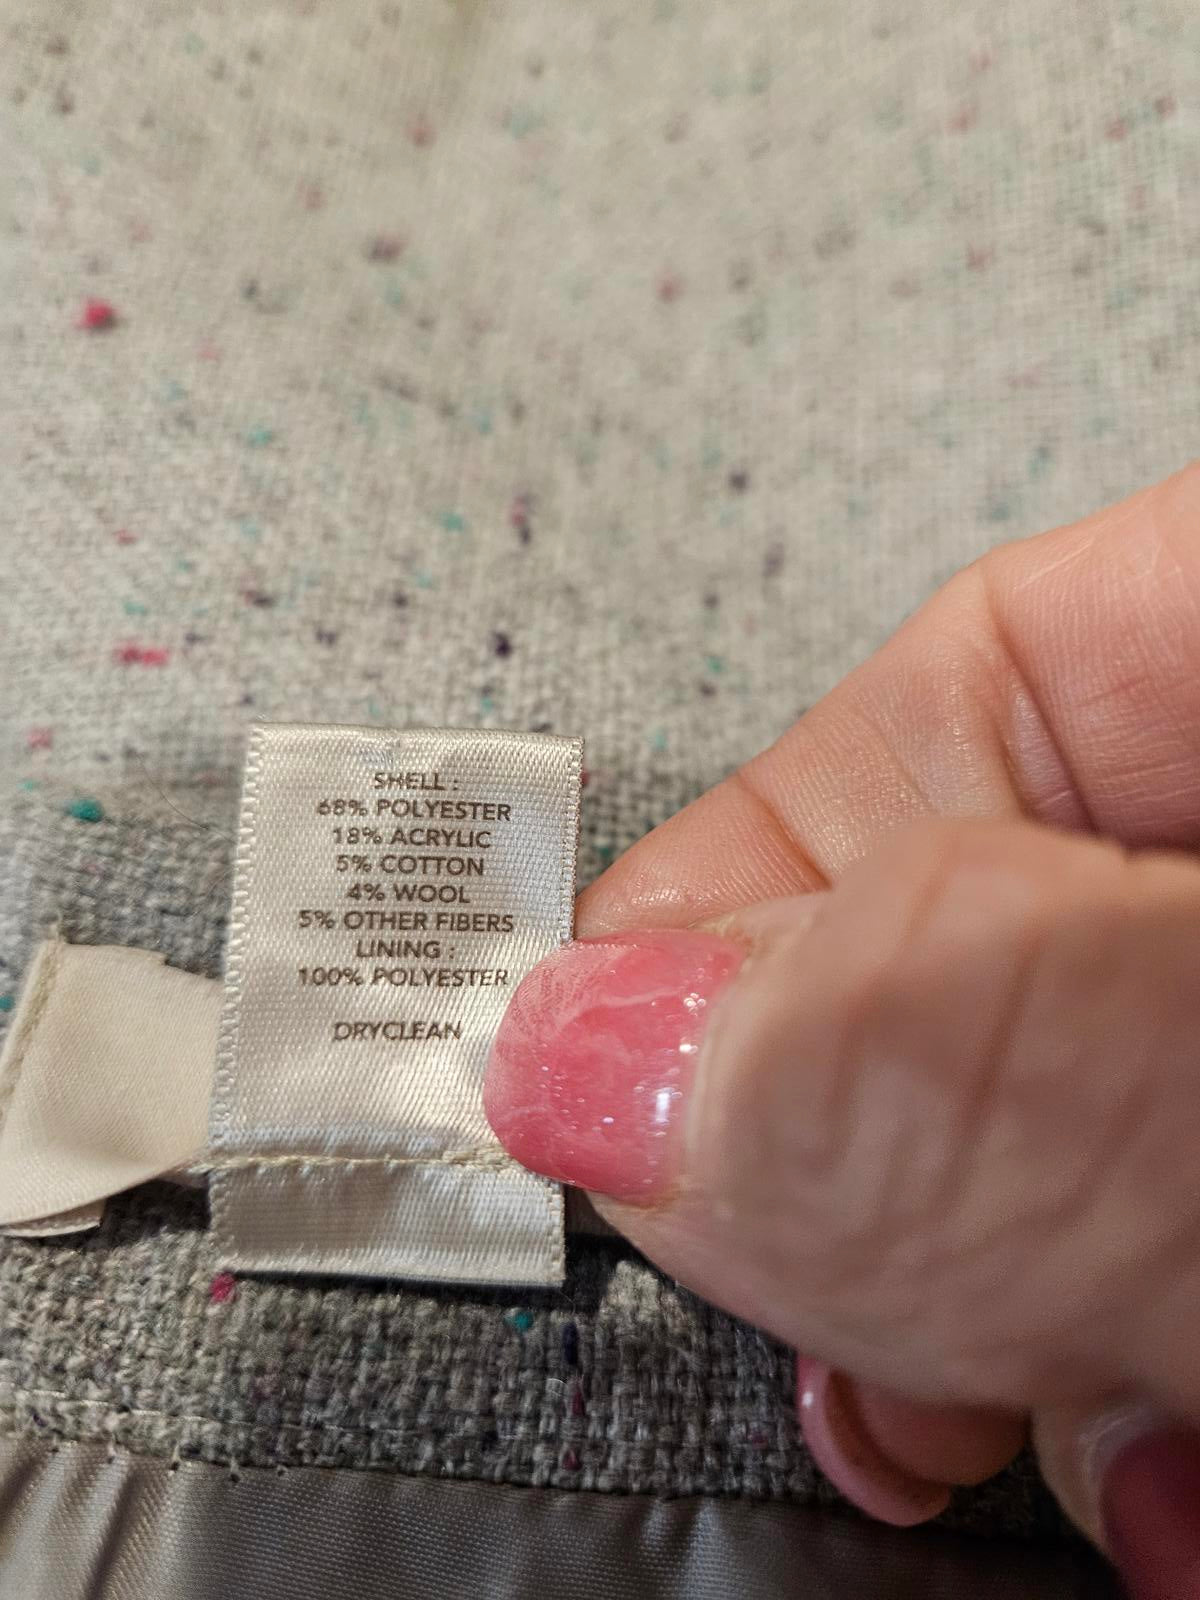 SHELL :
68% POLYESTER
18% ACRYLIC
5% COTTON
4% WOOL
5% OTHER FIBERS
LINING :
100% POLYESTER
DRYCLEAN